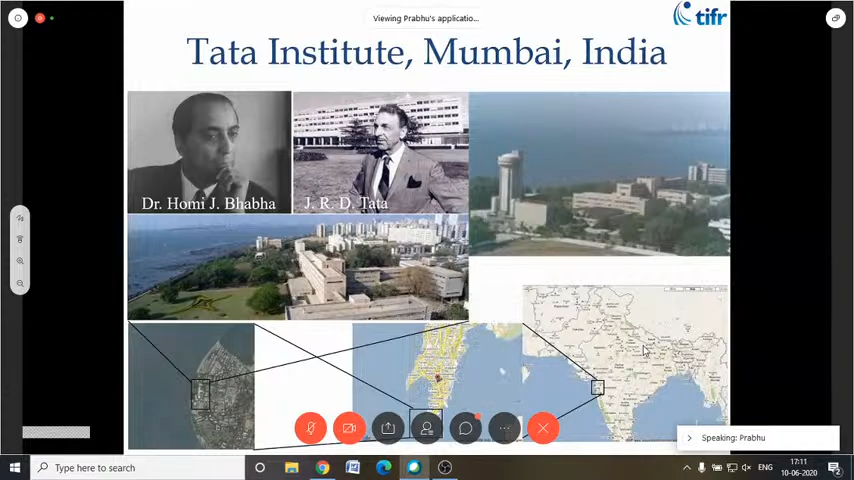 Viewing Prabhu's applicatio...
tifr
Tata Institute, Mumbai, India
Dr. Homi J. Bhabha
J. R. D. Tata
Speaking: Prabhu
Type here to search
ENG
17:11
10-06-2020
2